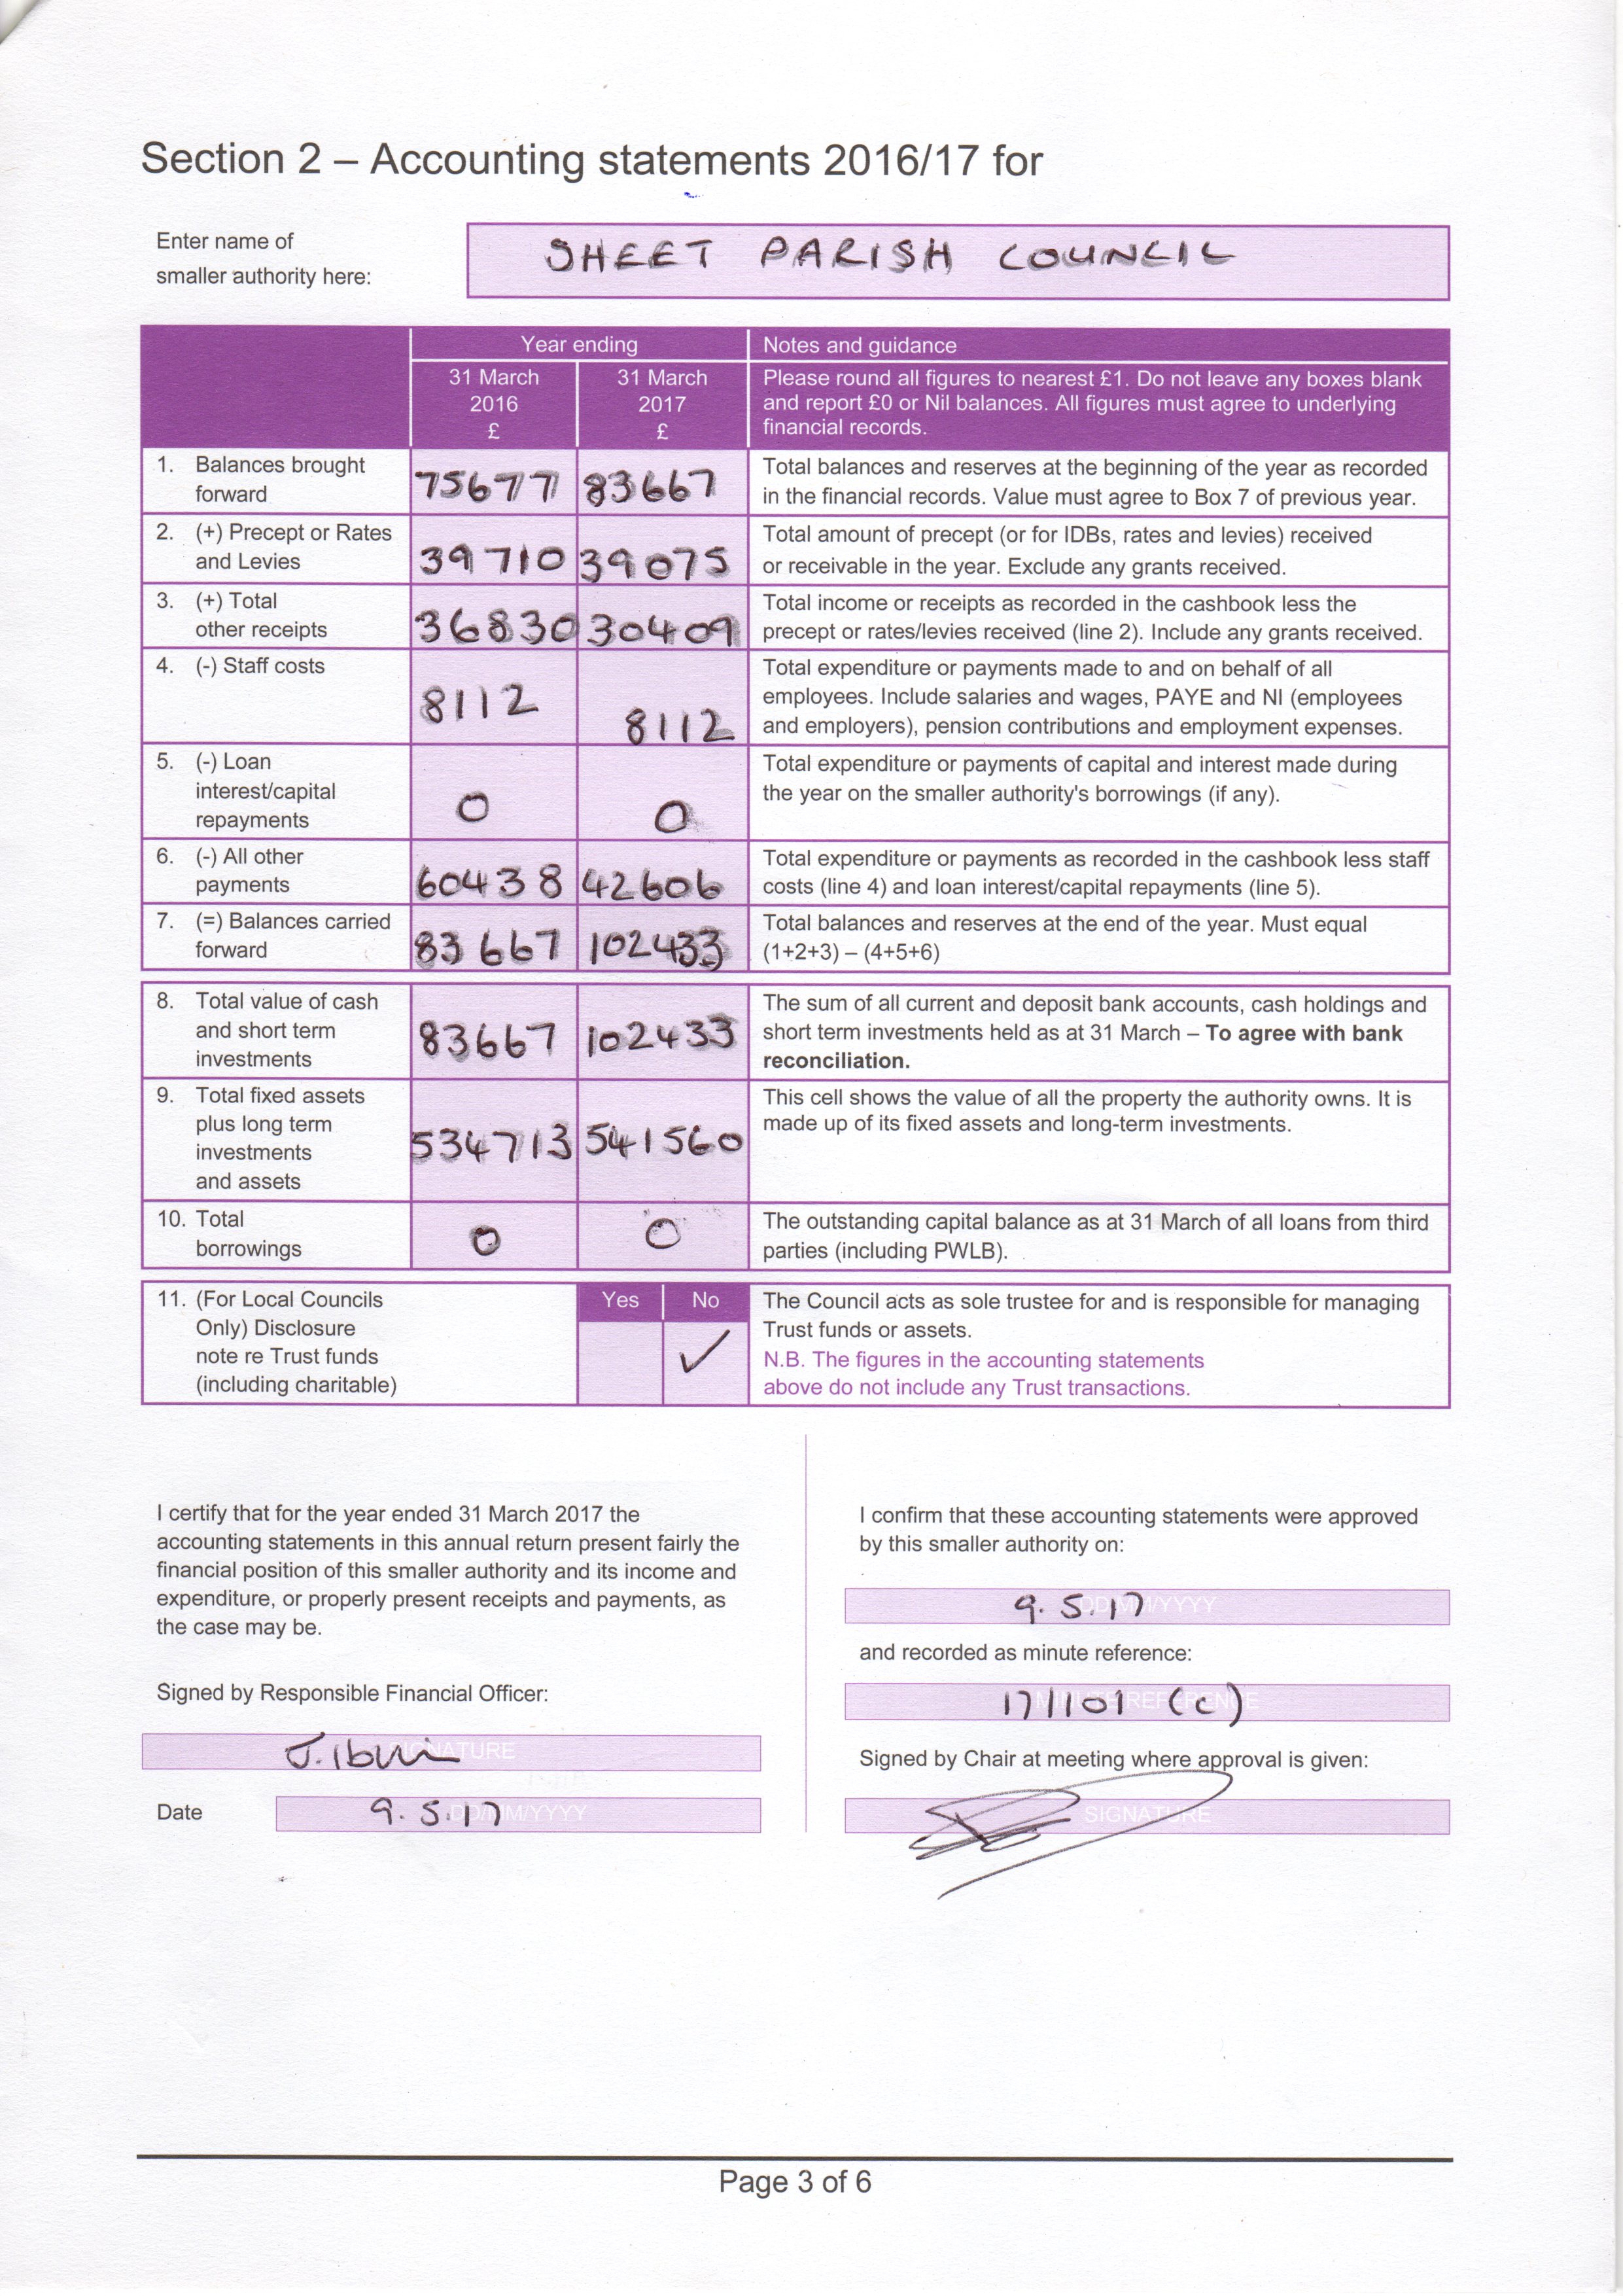 Section 2 – Accounting statements 2016/17 for
Enter name of
smaller authority here:
SHEET PARISH COUNCIL
Year ending
Notes and guidance
31 March
2016
£
31 March
2017
£
Please round all figures to nearest £1. Do not leave any boxes blank
and report £0 or Nil balances. All figures must agree to underlying
financial records.
1. Balances brought
forward
75677
83667
Total balances and reserves at the beginning of the year as recorded
in the financial records. Value must agree to Box 7 of previous year.
2. (+) Precept or Rates
and Levies
39710
39075
Total amount of precept (or for IDBs, rates and levies) received
or receivable in the year. Exclude any grants received.
3. (+) Total
other receipts
36830
30409
Total income or receipts as recorded in the cashbook less the
precept or rates/levies received (line 2). Include any grants received.
4. (-) Staff costs
8112
8112
Total expenditure or payments made to and on behalf of all
employees. Include salaries and wages, PAYE and NI (employees
and employers), pension contributions and employment expenses.
5. (-) Loan
interest/capital
repayments
0
0
Total expenditure or payments of capital and interest made during
the year on the smaller authority's borrowings (if any).
6. (-) All other
payments
60438
42606
Total expenditure or payments as recorded in the cashbook less staff
costs (line 4) and loan interest/capital repayments (line 5).
7. (=) Balances carried
forward
83667
102433
Total balances and reserves at the end of the year. Must equal
(1+2+3) – (4+5+6)
8. Total value of cash
and short term
investments
83667
102433
The sum of all current and deposit bank accounts, cash holdings and
short term investments held as at 31 March – To agree with bank
reconciliation.
9. Total fixed assets
plus long term
investments
and assets
534713
541560
This cell shows the value of all the property the authority owns. It is
made up of its fixed assets and long-term investments.
10. Total
borrowings
0
0
The outstanding capital balance as at 31 March of all loans from third
parties (including PWLB).
11. (For Local Councils
Only) Disclosure
note re Trust funds
(including charitable)
Yes
No
✓
The Council acts as sole trustee for and is responsible for managing
Trust funds or assets.
N.B. The figures in the accounting statements
above do not include any Trust transactions.
I certify that for the year ended 31 March 2017 the
accounting statements in this annual return present fairly the
financial position of this smaller authority and its income and
expenditure, or properly present receipts and payments, as
the case may be.
Signed by Responsible Financial Officer:
SIGNATURE
Date
9.5.17
DD/MM/YYYY
I confirm that these accounting statements were approved
by this smaller authority on:
9.5.17
DD/MM/YYYY
and recorded as minute reference:
17/101 (c)
MINUTE REFERENCE
Signed by Chair at meeting where approval is given:
SIGNATURE
Page 3 of 6